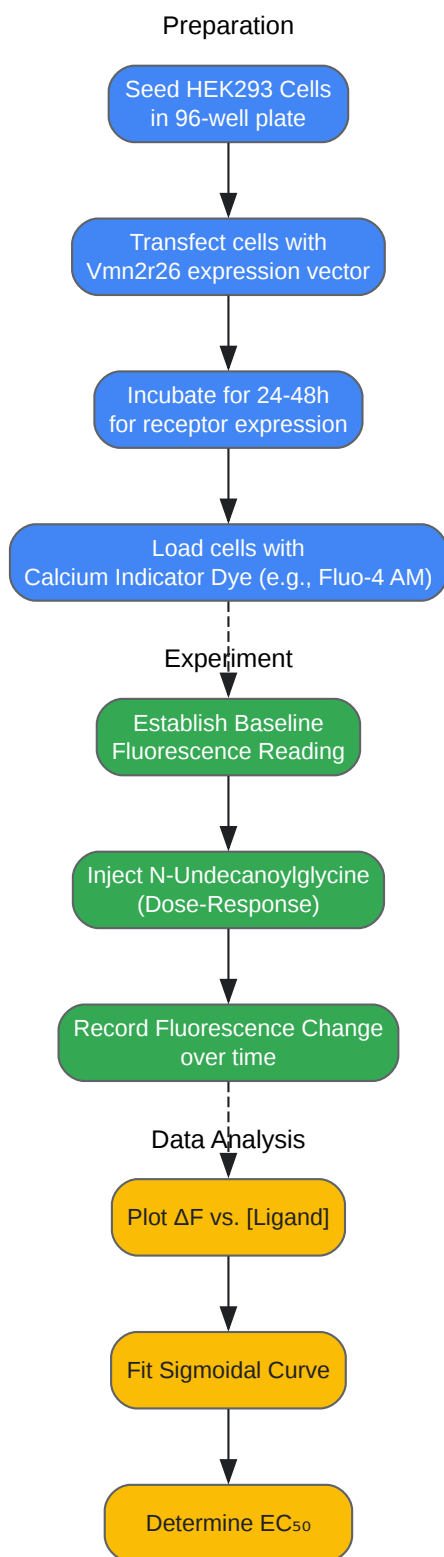 Preparation
Seed HEK293 Cells
in 96-well plate
Transfect cells with
Vmn2r26 expression vector
Incubate for 24-48h
for receptor expression
Load cells with
Calcium Indicator Dye (e.g., Fluo-4 AM)
Experiment
Establish Baseline
Fluorescence Reading
Inject N-Undecanoylglycine
(Dose-Response)
Record Fluorescence Change
over time
Data Analysis
Plot ΔF vs. [Ligand]
Fit Sigmoidal Curve
Determine EC₅₀